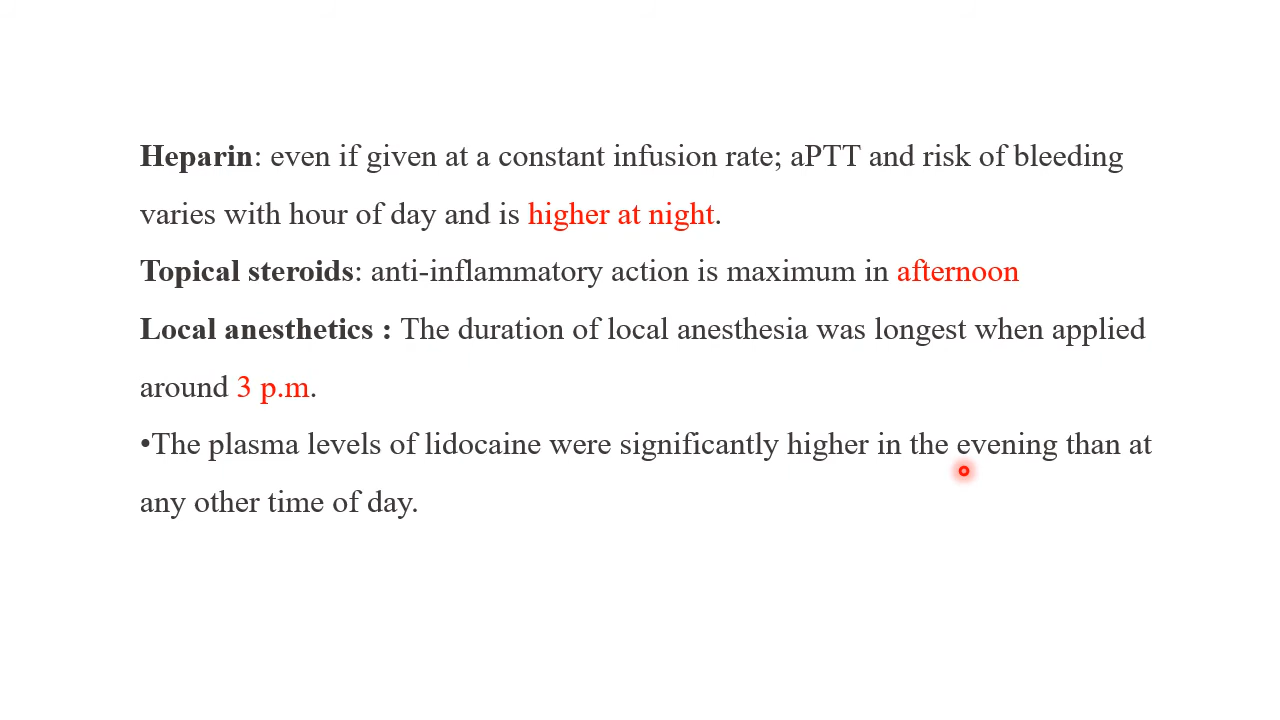 Heparin: even if given at a constant infusion rate; aPTT and risk of bleeding
varies with hour of day and is higher at night.
Topical steroids: anti-inflammatory action is maximum in afternoon
Local anesthetics : The duration of local anesthesia was longest when applied
around 3 p.m.
•The plasma levels of lidocaine were significantly higher in the evening than at
any other time of day.